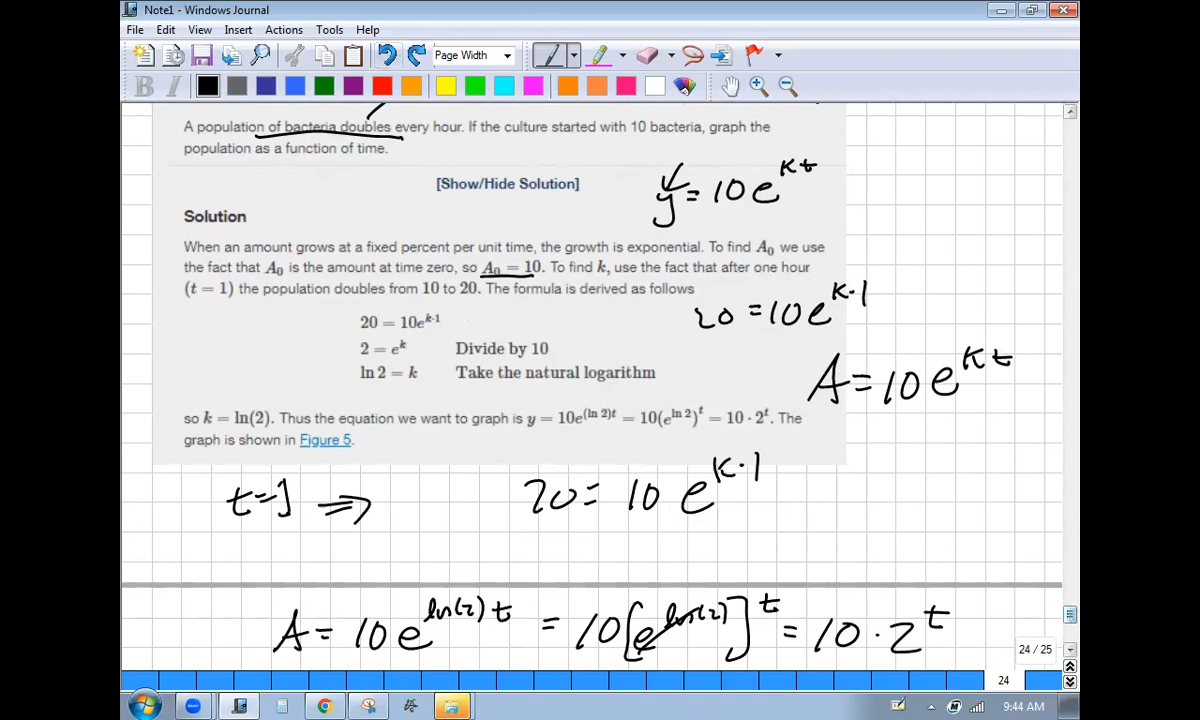 Note1 - Windows Journal
File Edit View Insert Actions Tools Help
Page Width
B I
A population of bacteria doubles every hour. If the culture started with 10 bacteria, graph the
population as a function of time.
[Show/Hide Solution]
y = 10e^{kt}
Solution
When an amount grows at a fixed percent per unit time, the growth is exponential. To find A₀ we use
the fact that A₀ is the amount at time zero, so A₀ = 10. To find k, use the fact that after one hour
(t = 1) the population doubles from 10 to 20. The formula is derived as follows
20 = 10e^{k·1}
20 = 10e^{k·1}
2 = e^k Divide by 10
A = 10e^{kt}
ln 2 = k Take the natural logarithm
so k = ln(2). Thus the equation we want to graph is y = 10e^{(ln 2)t} = 10(e^{ln 2})^t = 10 · 2^t. The
graph is shown in Figure 5.
t=1 ⇒ 20 = 10 e^{k·1}
A = 10e^{ln(2)t} = 10[e^{ln(2)}]^t = 10 · 2^t
24 / 25
24
9:44 AM